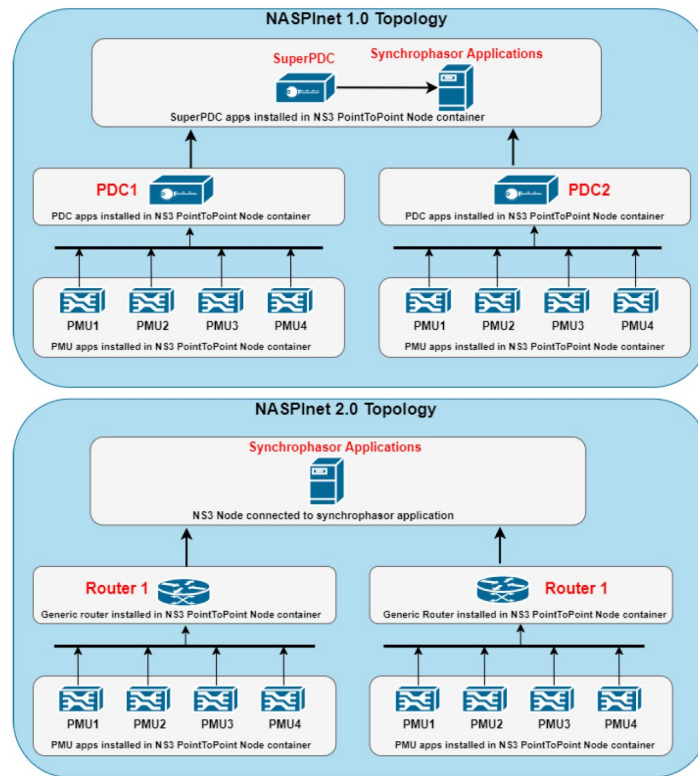 NASPInet 1.0 Topology
SuperPDC
Synchrophasor Applications
SuperPDC apps installed in NS3 PointToPoint Node container
PDC1
PDC apps installed in NS3 PointToPoint Node container
PDC2
PDC apps installed in NS3 PointToPoint Node container
PMU1 PMU2 PMU3 PMU4
PMU apps installed in NS3 PointToPoint Node container
PMU1 PMU2 PMU3 PMU4
PMU apps installed in NS3 PointToPoint Node container
NASPInet 2.0 Topology
Synchrophasor Applications
NS3 Node connected to synchrophasor application
Router 1
Generic router installed in NS3 PointToPoint Node container
Router 1
Generic Router installed in NS3 PointToPoint Node container
PMU1 PMU2 PMU3 PMU4
PMU apps installed in NS3 PointToPoint Node container
PMU1 PMU2 PMU3 PMU4
PMU apps installed in NS3 PointToPoint Node container